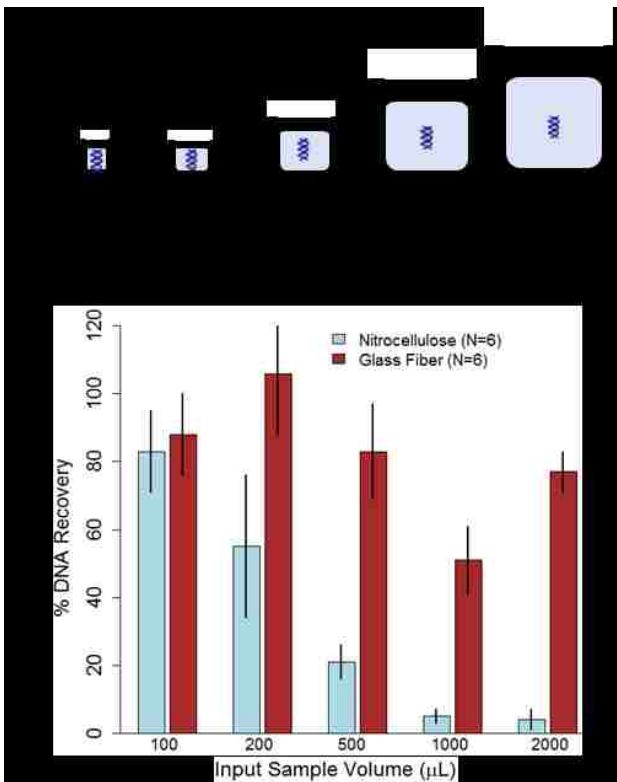 120
100
80
60
40
20
0
% DNA Recovery
Nitrocellulose (N=6)
Glass Fiber (N=6)
100 200 500 1000 2000
Input Sample Volume (μL)